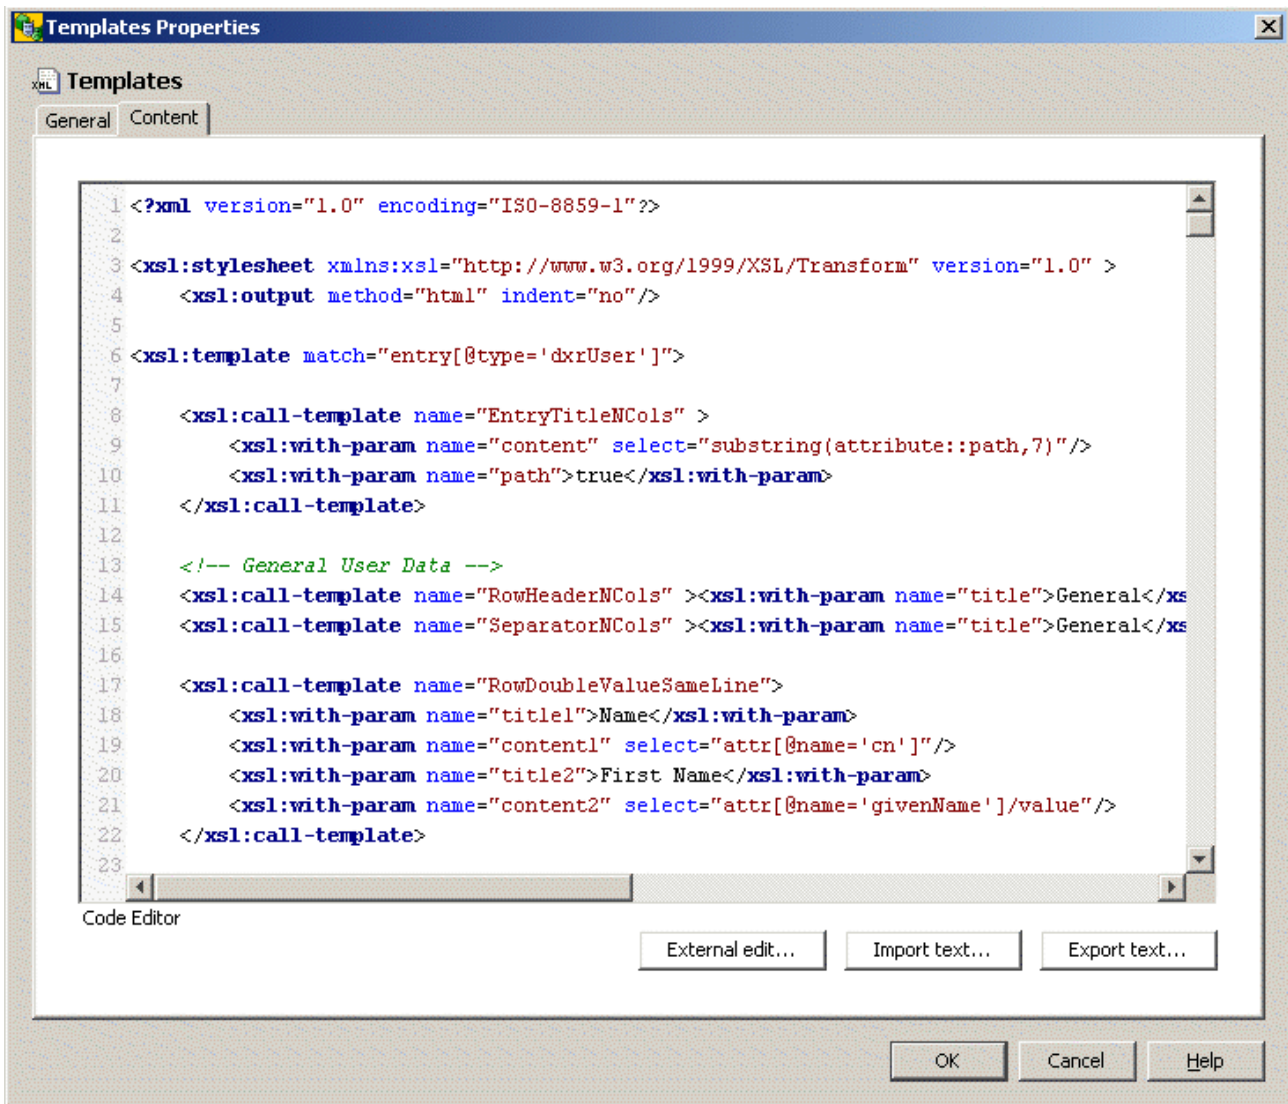 Templates Properties
XML Templates
General Content
1 <?xml version="1.0" encoding="ISO-8859-1"?>
2
3 <xsl:stylesheet xmlns:xsl="http://www.w3.org/1999/XSL/Transform" version="1.0" >
4     <xsl:output method="html" indent="no"/>
5
6 <xsl:template match="entry[@type='dxrUser']">
7
8     <xsl:call-template name="EntryTitleNCols" >
9         <xsl:with-param name="content" select="substring(attribute::path,7)"/>
10         <xsl:with-param name="path">true</xsl:with-param>
11     </xsl:call-template>
12
13     <!-- General User Data -->
14     <xsl:call-template name="RowHeaderNCols" ><xsl:with-param name="title">General</xs
15     <xsl:call-template name="SeparatorNCols" ><xsl:with-param name="title">General</xs
16
17     <xsl:call-template name="RowDoubleValueSameLine">
18         <xsl:with-param name="title1">Name</xsl:with-param>
19         <xsl:with-param name="content1" select="attr[@name='cn']"/>
20         <xsl:with-param name="title2">First Name</xsl:with-param>
21         <xsl:with-param name="content2" select="attr[@name='givenName']/value"/>
22     </xsl:call-template>
23
Code Editor
External edit... Import text... Export text...
OK Cancel Help